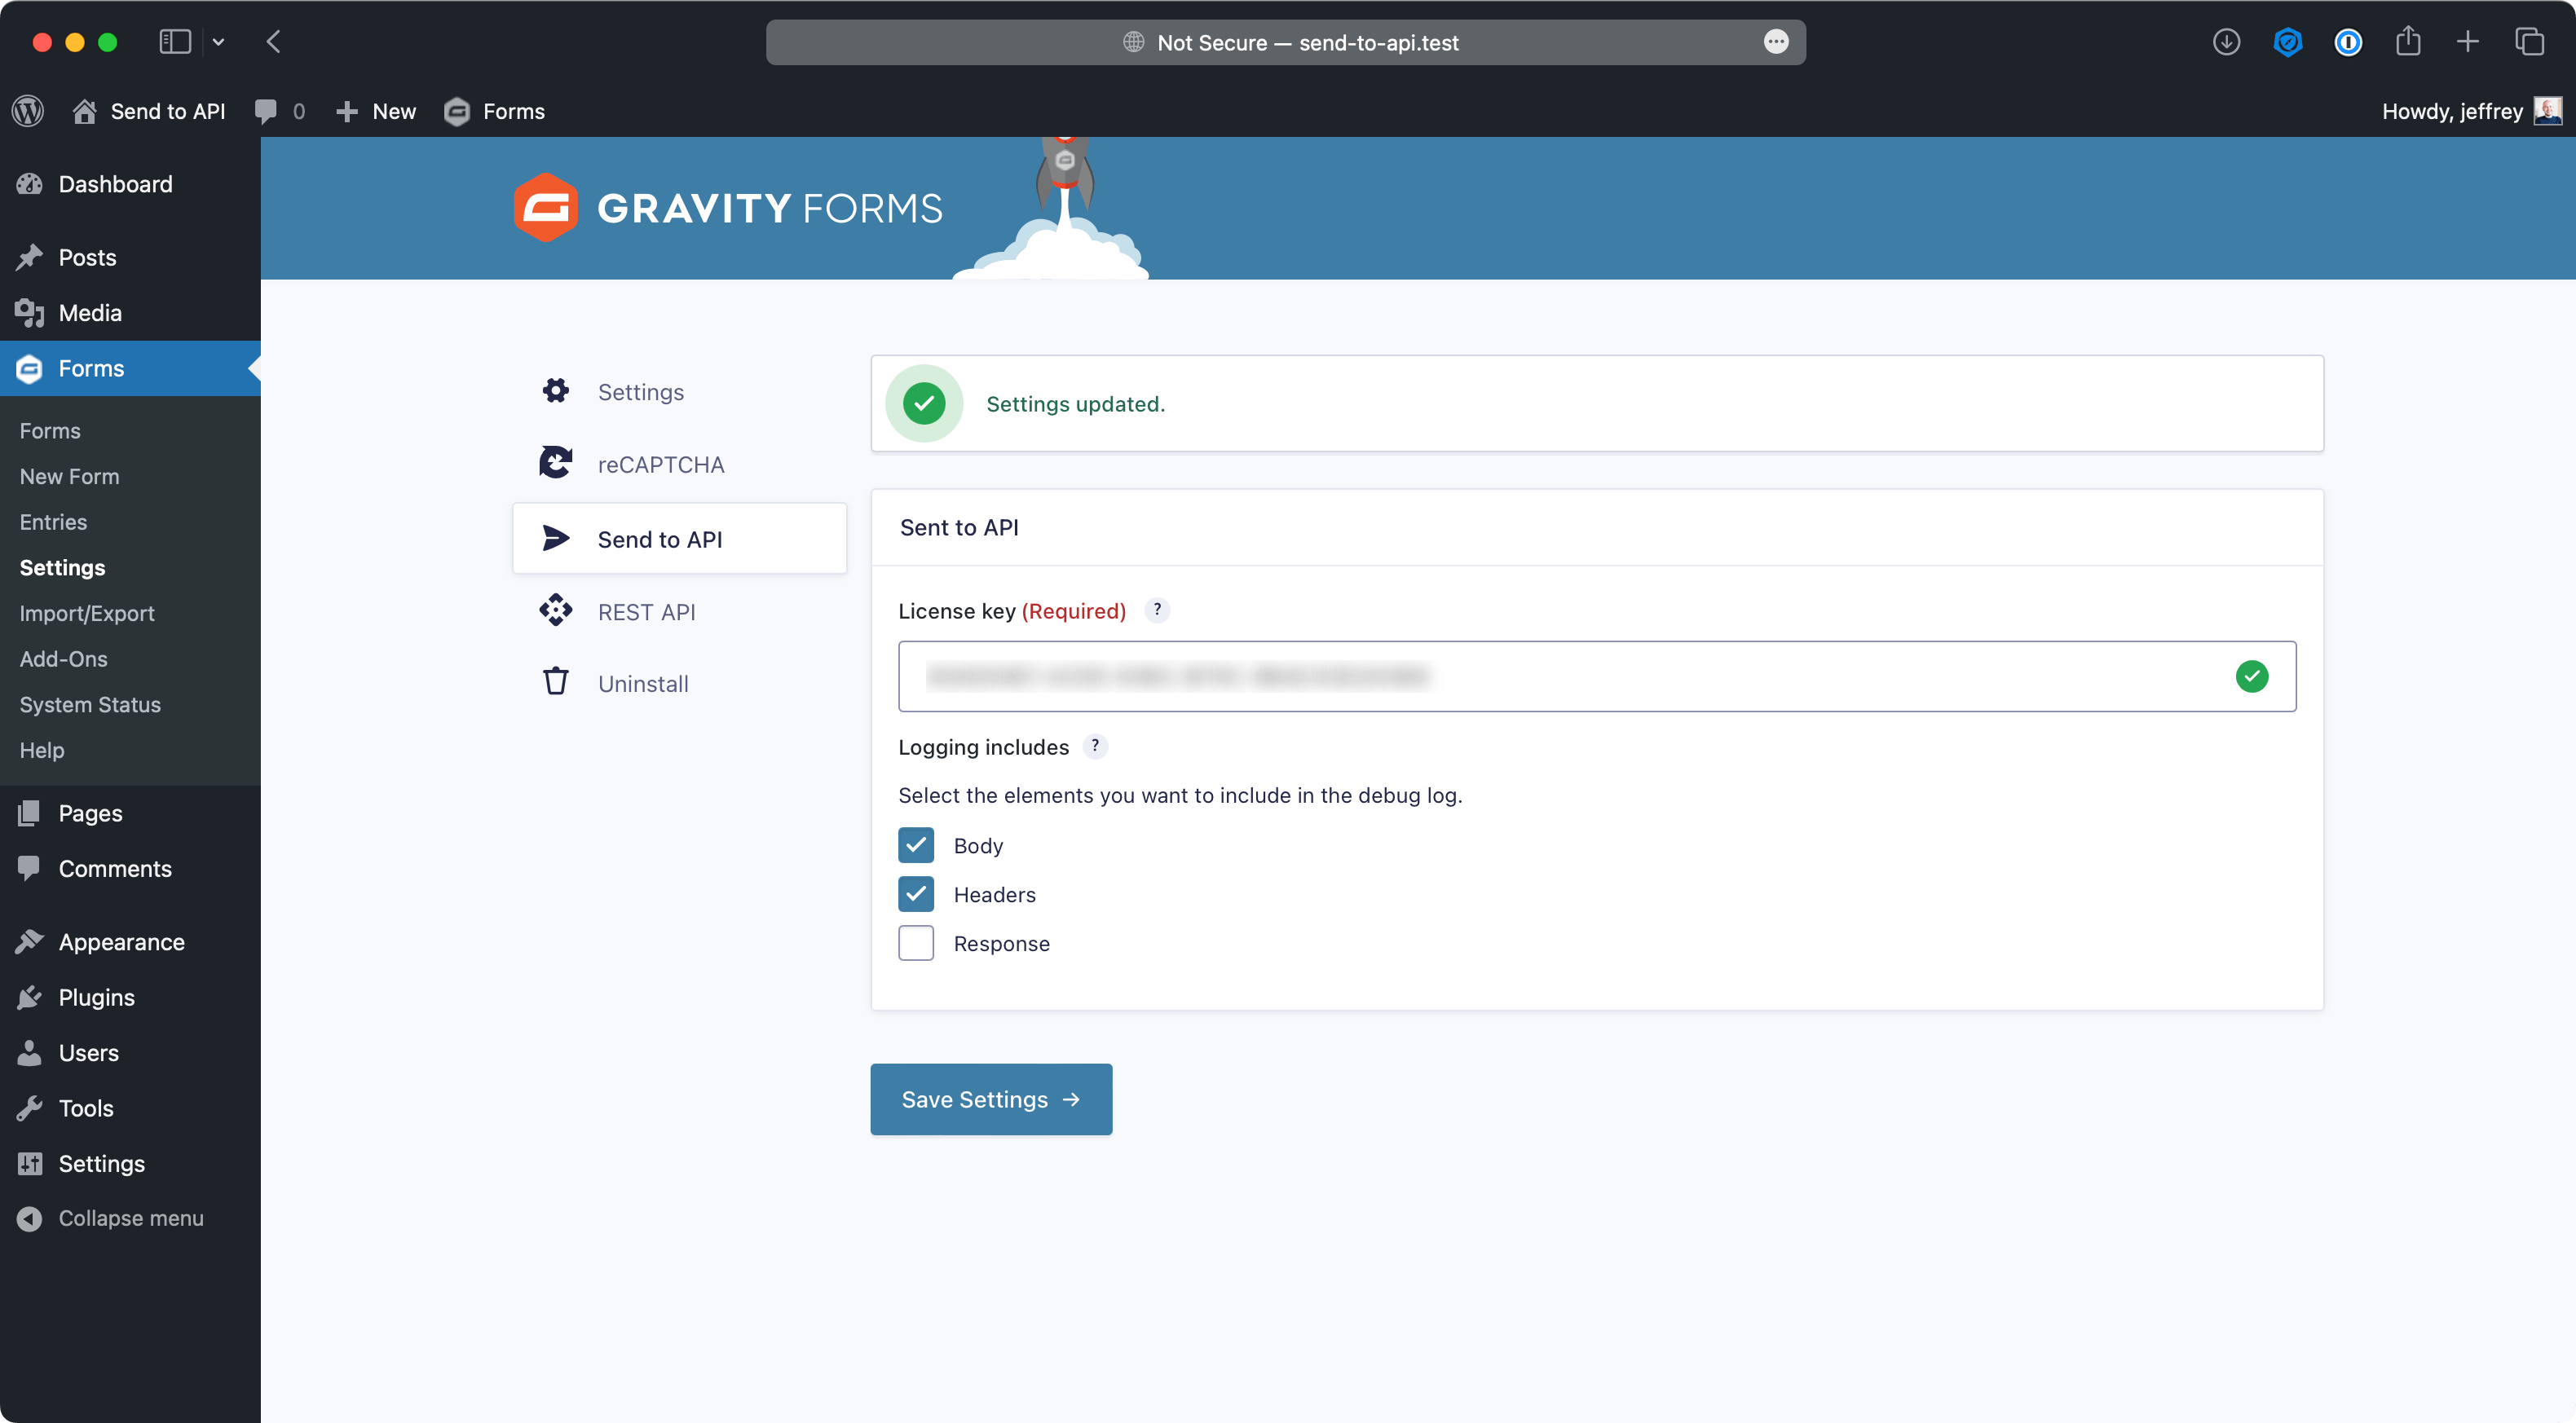 Not Secure — send-to-api.test
Send to API
0
New
Forms
Howdy, jeffrey
Dashboard
Posts
Media
Forms
Forms
New Form
Entries
Settings
Import/Export
Add-Ons
System Status
Help
Pages
Comments
Appearance
Plugins
Users
Tools
Settings
Collapse menu
GRAVITY FORMS
Settings
reCAPTCHA
Send to API
REST API
Uninstall
Settings updated.
Sent to API
License key (Required) ?
Logging includes ?
Select the elements you want to include in the debug log.
Body
Headers
Response
Save Settings →